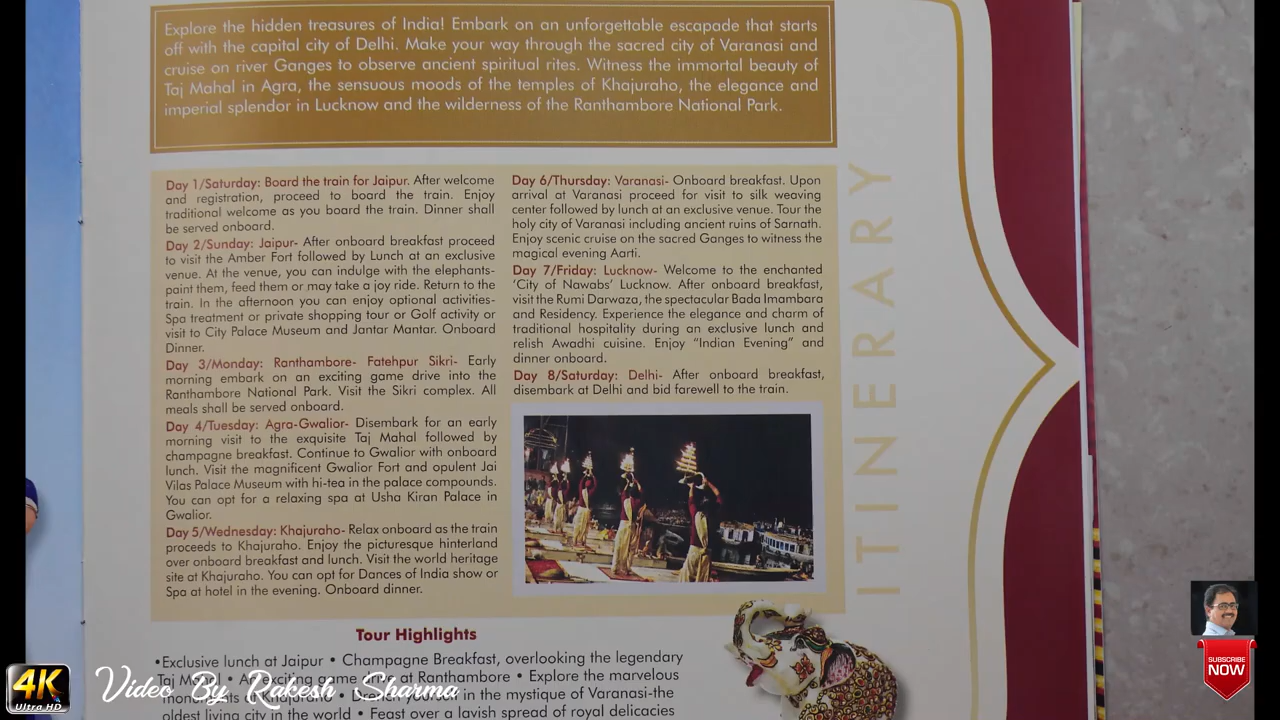 Explore the hidden treasures of India! Embark on an unforgettable escapade that starts
off with the capital city of Delhi. Make your way through the sacred city of Varanasi and
cruise on river Ganges to observe ancient spiritual rites. Witness the immortal beauty of
Taj Mahal in Agra, the sensuous moods of the temples of Khajuraho, the elegance and
imperial splendor in Lucknow and the wilderness of the Ranthambore National Park.
Day 1/Saturday: Board the train for Jaipur. After welcome
and registration, proceed to board the train. Enjoy
traditional welcome as you board the train. Dinner shall
be served onboard.
Day 2/Sunday: Jaipur- After onboard breakfast proceed
to visit the Amber Fort followed by Lunch at an exclusive
venue. At the venue, you can indulge with the elephants-
paint them, feed them or may take a joy ride. Return to the
train. In the afternoon you can enjoy optional activities-
Spa treatment or private shopping tour or Golf activity or
visit to City Palace Museum and Jantar Mantar. Onboard
Dinner.
Day 3/Monday: Ranthambore- Fatehpur Sikri- Early
morning embark on an exciting game drive into the
Ranthambore National Park. Visit the Sikri complex. All
meals shall be served onboard.
Day 4/Tuesday: Agra-Gwalior- Disembark for an early
morning visit to the exquisite Taj Mahal followed by
champagne breakfast. Continue to Gwalior with onboard
lunch. Visit the magnificent Gwalior Fort and opulent Jai
Vilas Palace Museum with hi-tea in the palace compounds.
You can opt for a relaxing spa at Usha Kiran Palace in
Gwalior.
Day 5/Wednesday: Khajuraho- Relax onboard as the train
proceeds to Khajuraho. Enjoy the picturesque hinterland
over onboard breakfast and lunch. Visit the world heritage
site at Khajuraho. You can opt for Dances of India show or
Spa at hotel in the evening. Onboard dinner.
Day 6/Thursday: Varanasi- Onboard breakfast. Upon
arrival at Varanasi proceed for visit to silk weaving
center followed by lunch at an exclusive venue. Tour the
holy city of Varanasi including ancient ruins of Sarnath.
Enjoy scenic cruise on the sacred Ganges to witness the
magical evening Aarti.
Day 7/Friday: Lucknow- Welcome to the enchanted
'City of Nawabs' Lucknow. After onboard breakfast,
visit the Rumi Darwaza, the spectacular Bada Imambara
and Residency. Experience the elegance and charm of
traditional hospitality during an exclusive lunch and
relish Awadhi cuisine. Enjoy "Indian Evening" and
dinner onboard.
Day 8/Saturday: Delhi- After onboard breakfast,
disembark at Delhi and bid farewell to the train.
ITINERARY
Tour Highlights
•Exclusive lunch at Jaipur • Champagne Breakfast, overlooking the legendary
Taj • An exciting game at Ranthambore • Explore the marvelous
monuments at Khajuraho • in the mystique of Varanasi-the
oldest living city in the world • Feast over a lavish spread of royal delicacies
4K
Ultra HD
Video By Rakesh Sharma
SUBSCRIBE
NOW